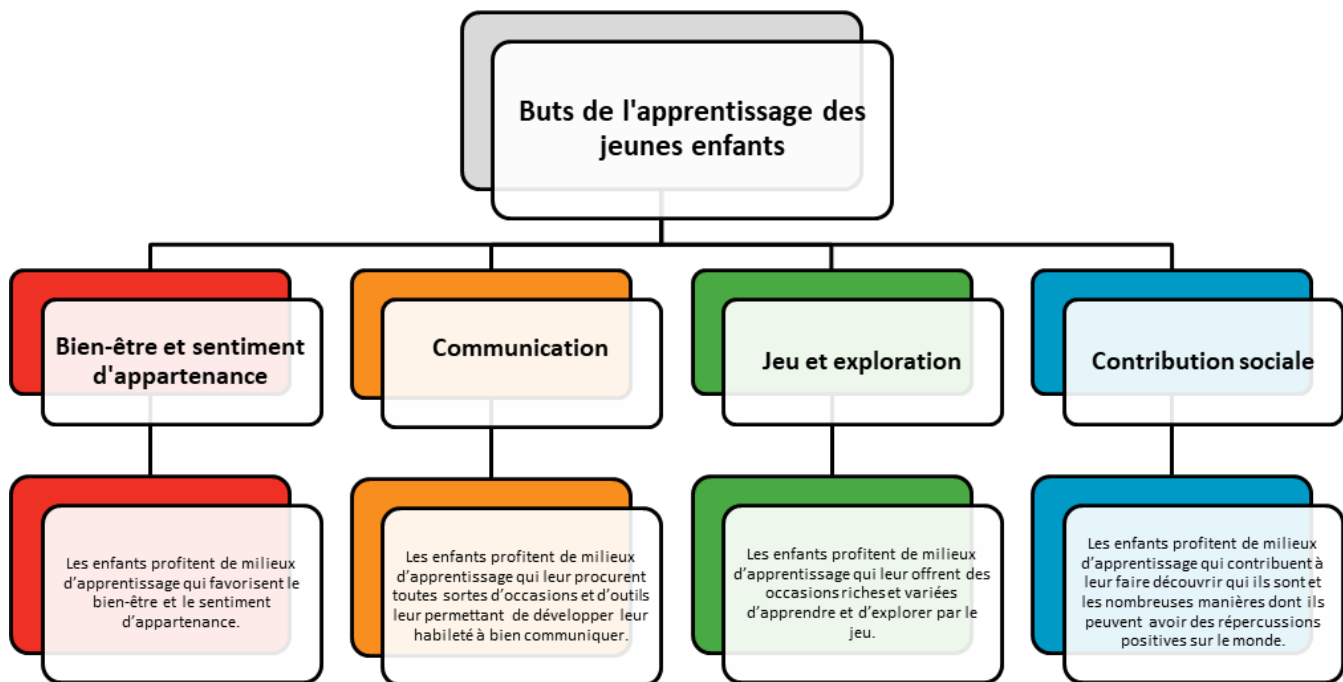 Buts de l'apprentissage des
jeunes enfants
Bien-être et sentiment
d'appartenance
Communication
Jeu et exploration
Contribution sociale
Les enfants profitent de milieu
d’apprentissage qui favorisent le
bien-être et le sentiment
d’appartenance.
Les enfants profitent de milieux
d’apprentissage qui leur procurent
toutes sortes d’occasions et d’outils
leur permettant de développer leur
habileté à bien communiquer.
Les enfants profitent de milieux
d’apprentissage qui leur offrent des
occasions riches et variées
d’apprendre et d’explorer par le
jeu.
Les enfants profitent de milieux
d’apprentissage qui contribuent à
leur faire découvrir qui ils sont et
les nombreuses manières dont ils
peuvent avoir des répercussions
positives sur le monde.